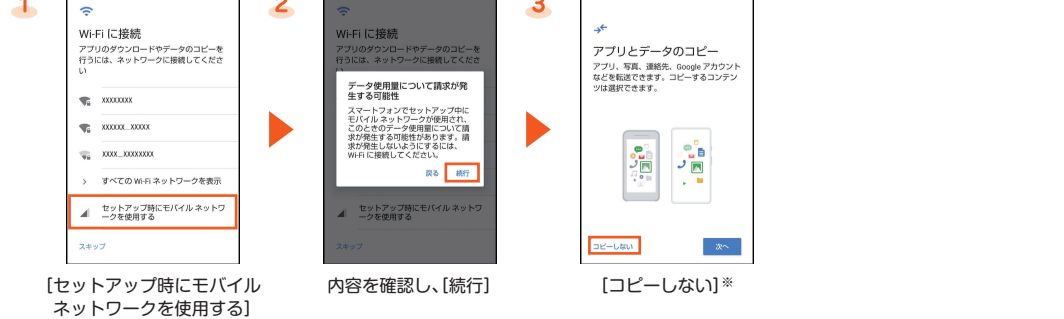 1
Wi-Fi に接続
アプリのダウンロードやデータのコピーを
行うには、ネットワークに接続してくださ
い
XXXXXXXX
XXXXXX_XXXXX
XXXX_XXXXXXXX
すべての Wi-Fi ネットワークを表示
セットアップ時にモバイル ネットワ
ークを使用する
スキップ
[セットアップ時にモバイル
ネットワークを使用する]
2
Wi-Fi に接続
アプリのダウンロードやデータのコピーを
行うには、ネットワークに接続してくださ
データ使用量について請求が発
生する可能性
スマートフォンでセットアップ中に
モバイル ネットワークが使用され、
このときのデータ使用量について請
求が発生する可能性があります。請
求が発生しないようにするには、
Wi-Fi に接続してください。
戻る 続行
セットアップ時にモバイル ネットワ
ークを使用する
スキップ
内容を確認し、[続行]
3
アプリとデータのコピー
アプリ、写真、連絡先、Google アカウント
などを転送できます。コピーするコンテン
ツは選択できます。
コピーしない 次へ
[コピーしない]※